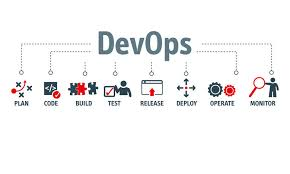 DevOps
PLAN CODE BUILD TEST RELEASE DEPLOY OPERATE MONITOR